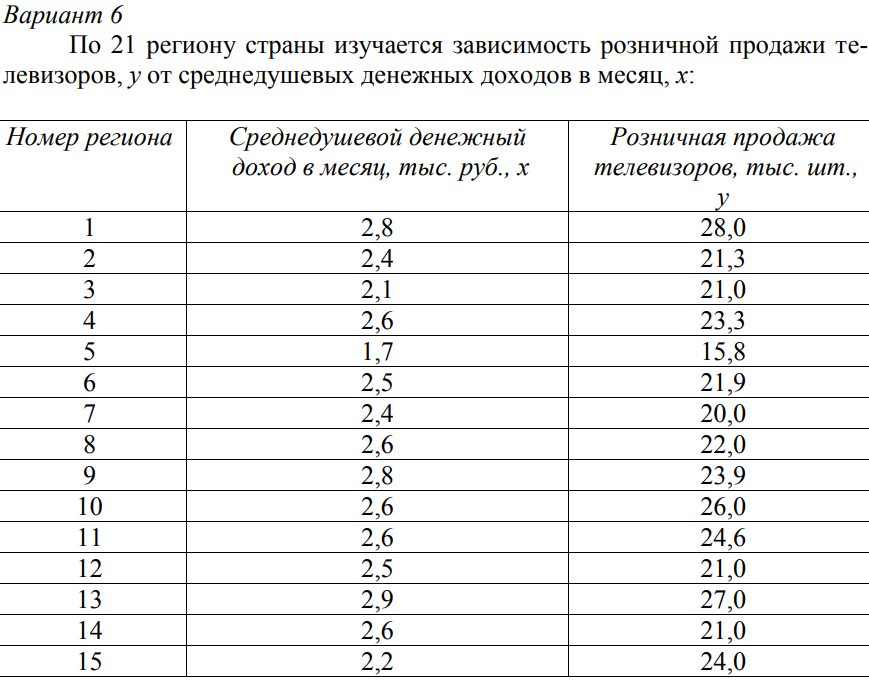 Вариант 6
По 21 региону страны изучается зависимость розничной продажи те-
левизоров, y от среднедушевых денежных доходов в месяц, x:
Номер региона Среднедушевой денежный Розничная продажа
доход в месяц, тыс. руб., x телевизоров, тыс. шт.,
y
1 2,8 28,0
2 2,4 21,3
3 2,1 21,0
4 2,6 23,3
5 1,7 15,8
6 2,5 21,9
7 2,4 20,0
8 2,6 22,0
9 2,8 23,9
10 2,6 26,0
11 2,6 24,6
12 2,5 21,0
13 2,9 27,0
14 2,6 21,0
15 2,2 24,0